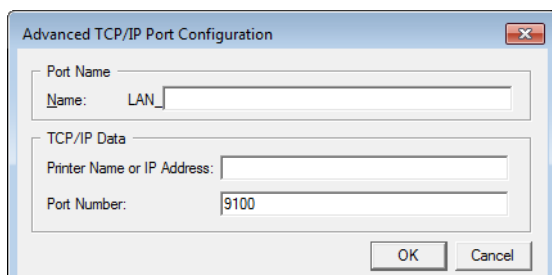 Advanced TCP/IP Port Configuration
Port Name
Name: LAN_
TCP/IP Data
Printer Name or IP Address:
Port Number: 9100
OK Cancel